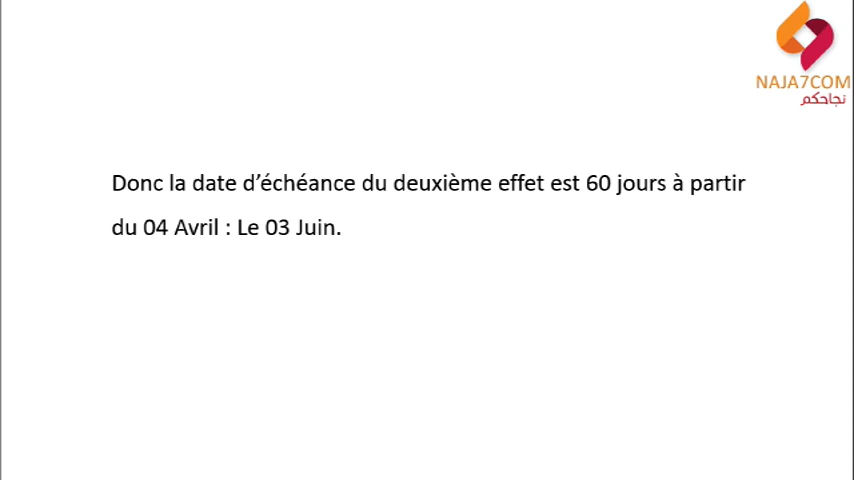 NAJA7COM
نجاحكم
Donc la date d’échéance du deuxième effet est 60 jours à partir
du 04 Avril : Le 03 Juin.